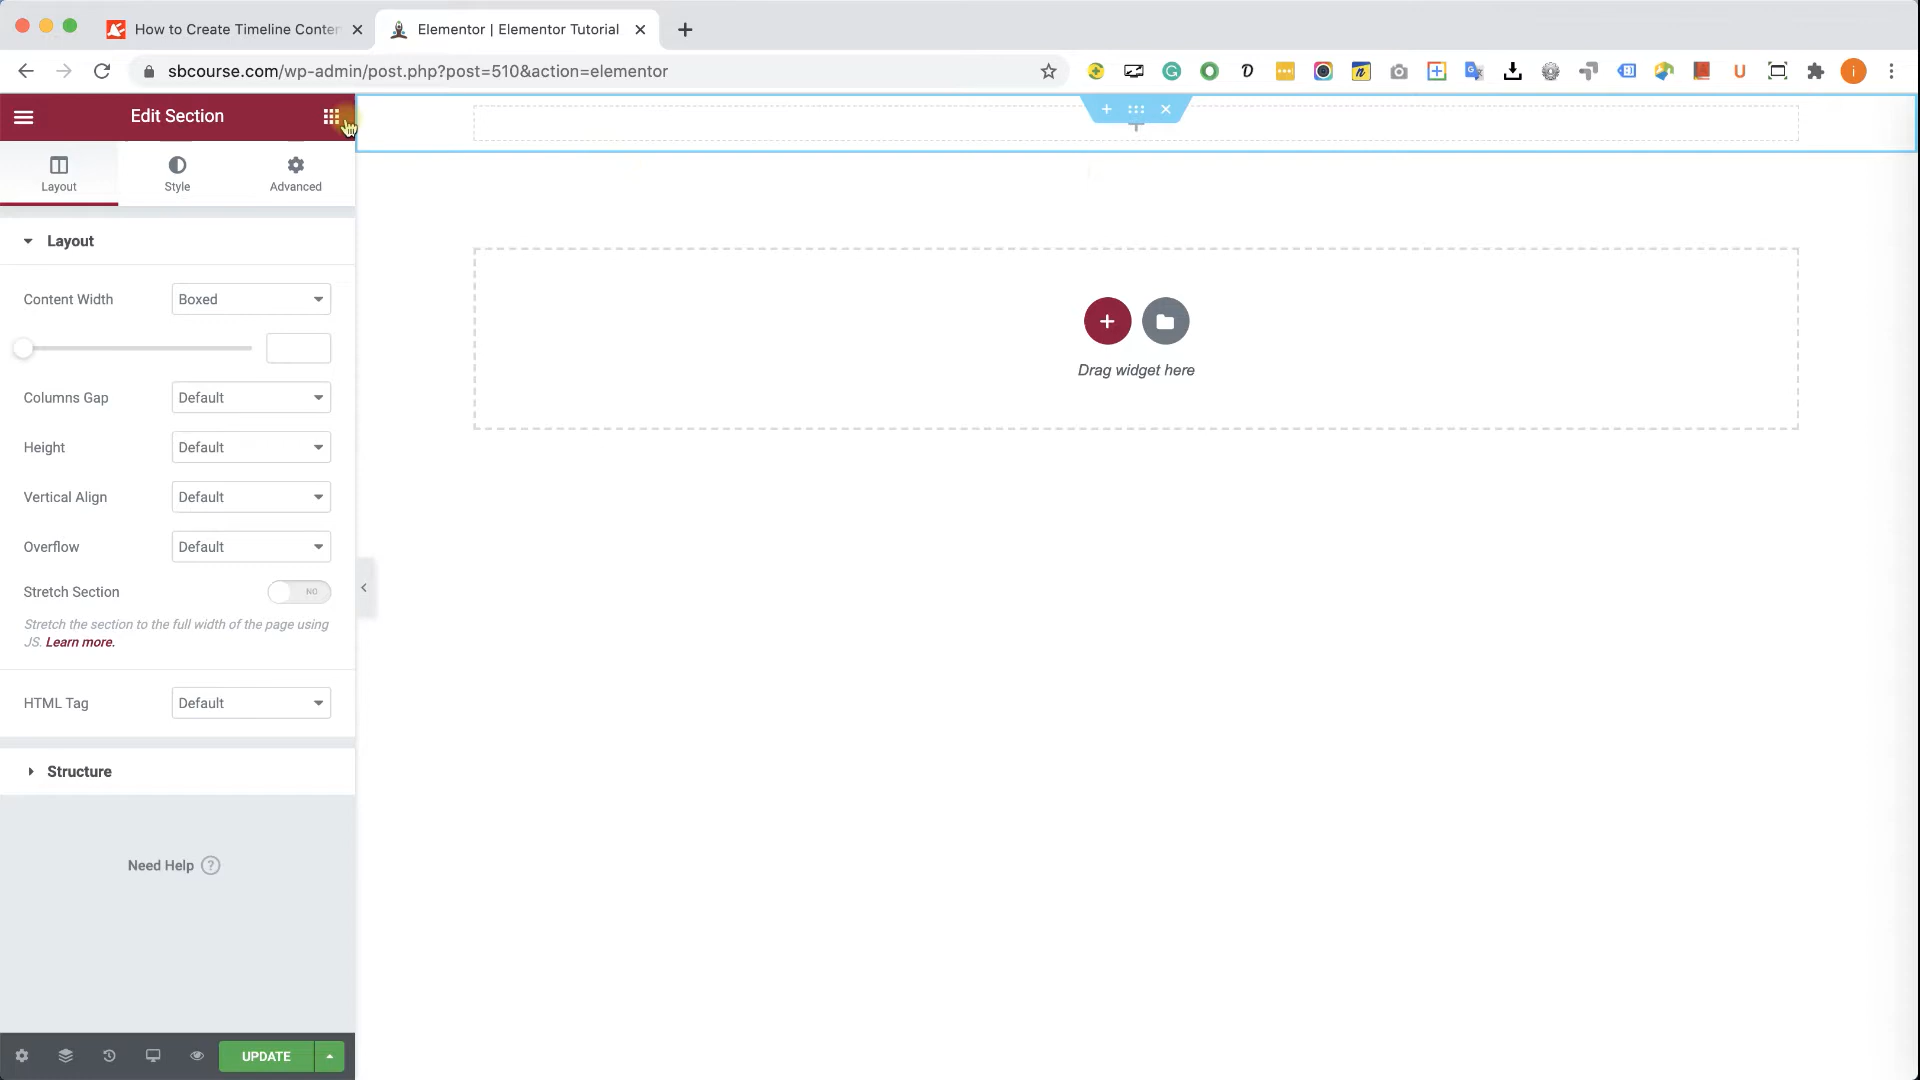 How to Create Timeline Conten
Elementor | Elementor Tutorial
sbcourse.com/wp-admin/post.php?post=510&action=elementor
Edit Section
Layout
Style
Advanced
Layout
Content Width
Boxed
Columns Gap
Default
Height
Default
Vertical Align
Default
Overflow
Default
Stretch Section
NO
Stretch the section to the full width of the page using
JS. Learn more.
HTML Tag
Default
Structure
Need Help ?
UPDATE
Drag widget here